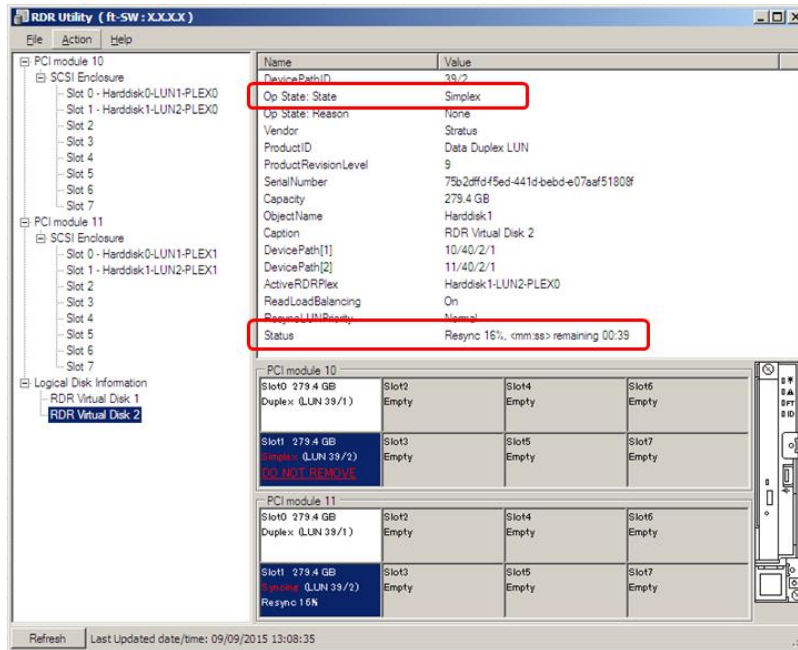 RDR Utility ( ft-SW : X.X.X.X )
File Action Help
PCI module 10
SCSI Enclosure
Slot 0 - Harddisk0-LUN1-PLEX0
Slot 1 - Harddisk1-LUN2-PLEX0
Slot 2
Slot 3
Slot 4
Slot 5
Slot 6
Slot 7
PCI module 11
SCSI Enclosure
Slot 0 - Harddisk0-LUN1-PLEX1
Slot 1 - Harddisk1-LUN2-PLEX1
Slot 2
Slot 3
Slot 4
Slot 5
Slot 6
Slot 7
Logical Disk Information
RDR Virtual Disk 1
RDR Virtual Disk 2
Name Value
DevicePathID 39/2
Op State: State Simplex
Op State: Reason None
Vendor Stratus
ProductID Data Duplex LUN
ProductRevisionLevel 9
SerialNumber 75b2dffd-f5ed-441d-bebd-e07aaf51808f
Capacity 279.4 GB
ObjectName Harddisk1
Caption RDR Virtual Disk 2
DevicePath[1] 10/40/2/1
DevicePath[2] 11/40/2/1
ActiveRDRPlex Harddisk1-LUN2-PLEX0
ReadLoadBalancing On
ResyncLUNPriority Normal
Status Resync 16%, <mm:ss> remaining 00:39
PCI module 10
Slot0 279.4 GB Slot2 Slot4 Slot6
Duplex (LUN 39/1) Empty Empty Empty
Slot1 279.4 GB Slot3 Slot5 Slot7
Simplex (LUN 39/2) Empty Empty Empty
DO NOT REMOVE
PCI module 11
Slot0 279.4 GB Slot2 Slot4 Slot6
Duplex (LUN 39/1) Empty Empty Empty
Slot1 279.4 GB Slot3 Slot5 Slot7
Syncing (LUN 39/2) Empty Empty Empty
Resync 16%
FT
ID
Refresh Last Updated date/time: 09/09/2015 13:08:35